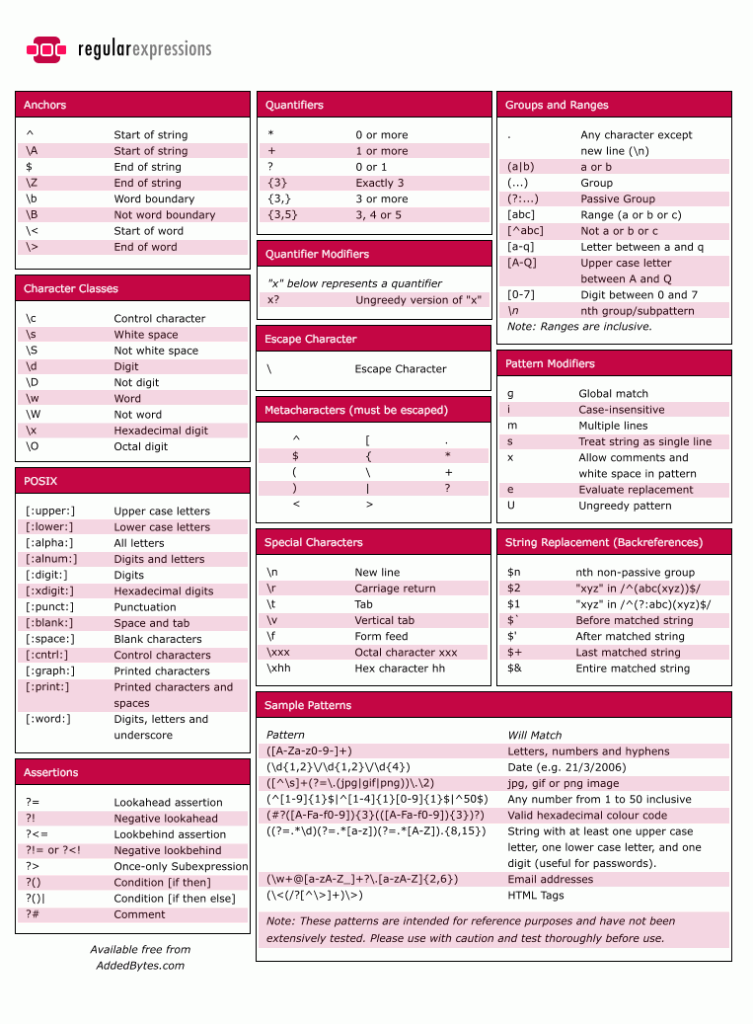 regularexpressions
Anchors
^ Start of string
\A Start of string
$ End of string
\Z End of string
\b Word boundary
\B Not word boundary
\< Start of word
\> End of word
Character Classes
\c Control character
\s White space
\S Not white space
\d Digit
\D Not digit
\w Word
\W Not word
\x Hexadecimal digit
\O Octal digit
POSIX
[:upper:] Upper case letters
[:lower:] Lower case letters
[:alpha:] All letters
[:alnum:] Digits and letters
[:digit:] Digits
[:xdigit:] Hexadecimal digits
[:punct:] Punctuation
[:blank:] Space and tab
[:space:] Blank characters
[:cntrl:] Control characters
[:graph:] Printed characters
[:print:] Printed characters and
spaces
[:word:] Digits, letters and
underscore
Assertions
?= Lookahead assertion
?! Negative lookahead
?<= Lookbehind assertion
?!= or ?<! Negative lookbehind
?> Once-only Subexpression
?() Condition [if then]
?()| Condition [if then else]
?# Comment
Available free from
AddedBytes.com
Quantifiers
* 0 or more
+ 1 or more
? 0 or 1
{3} Exactly 3
{3,} 3 or more
{3,5} 3, 4 or 5
Quantifier Modifiers
"x" below represents a quantifier
x? Ungreedy version of "x"
Escape Character
\ Escape Character
Metacharacters (must be escaped)
^ [ .
$ { *
( \ +
) | ?
< >
Special Characters
\n New line
\r Carriage return
\t Tab
\v Vertical tab
\f Form feed
\xxx Octal character xxx
\xhh Hex character hh
Groups and Ranges
. Any character except
new line (\n)
(a|b) a or b
(...) Group
(?:...) Passive Group
[abc] Range (a or b or c)
[^abc] Not a or b or c
[a-q] Letter between a and q
[A-Q] Upper case letter
between A and Q
[0-7] Digit between 0 and 7
\n nth group/subpattern
Note: Ranges are inclusive.
Pattern Modifiers
g Global match
i Case-insensitive
m Multiple lines
s Treat string as single line
x Allow comments and
white space in pattern
e Evaluate replacement
U Ungreedy pattern
String Replacement (Backreferences)
$n nth non-passive group
$2 "xyz" in /^(abc(xyz))$/
$1 "xyz" in /^(?:abc)(xyz)$/
$` Before matched string
$' After matched string
$+ Last matched string
$& Entire matched string
Sample Patterns
Pattern Will Match
([A-Za-z0-9-]+) Letters, numbers and hyphens
(\d{1,2}\/\d{1,2}\/\d{4}) Date (e.g. 21/3/2006)
([^\s]+(?=\.(jpg|gif|png))\.\2) jpg, gif or png image
(^[1-9]{1}$|^[1-4]{1}[0-9]{1}$|^50$) Any number from 1 to 50 inclusive
(#?([A-Fa-f0-9]){3}(([A-Fa-f0-9]){3})?) Valid hexadecimal colour code
((?=.*\d)(?=.*[a-z])(?=.*[A-Z]).{8,15}) String with at least one upper case
letter, one lower case letter, and one
digit (useful for passwords).
(\w+@[a-zA-Z_]+?\.[a-zA-Z]{2,6}) Email addresses
(\<(/?[^\>]+)\>) HTML Tags
Note: These patterns are intended for reference purposes and have not been
extensively tested. Please use with caution and test thoroughly before use.